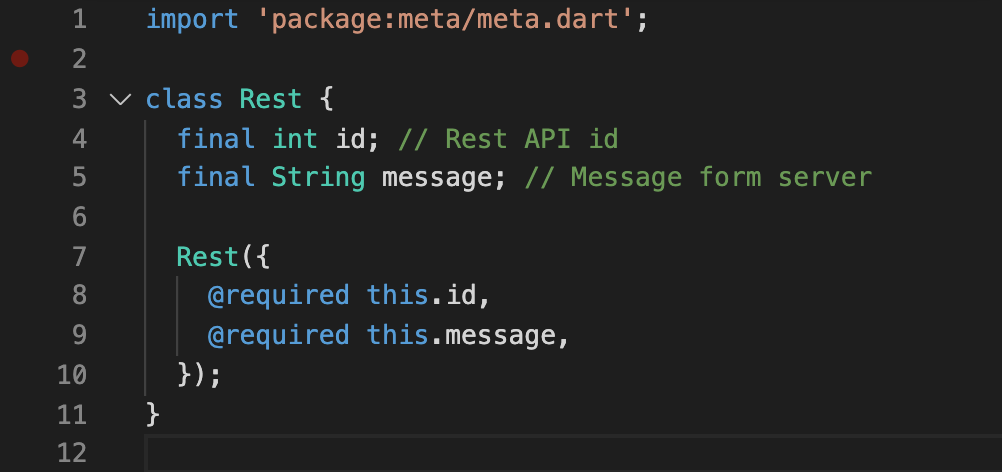 1 import 'package:meta/meta.dart';
2
3 class Rest {
4 final int id; // Rest API id
5 final String message; // Message form server
6
7 Rest({
8 @required this.id,
9 @required this.message,
10 });
11 }
12